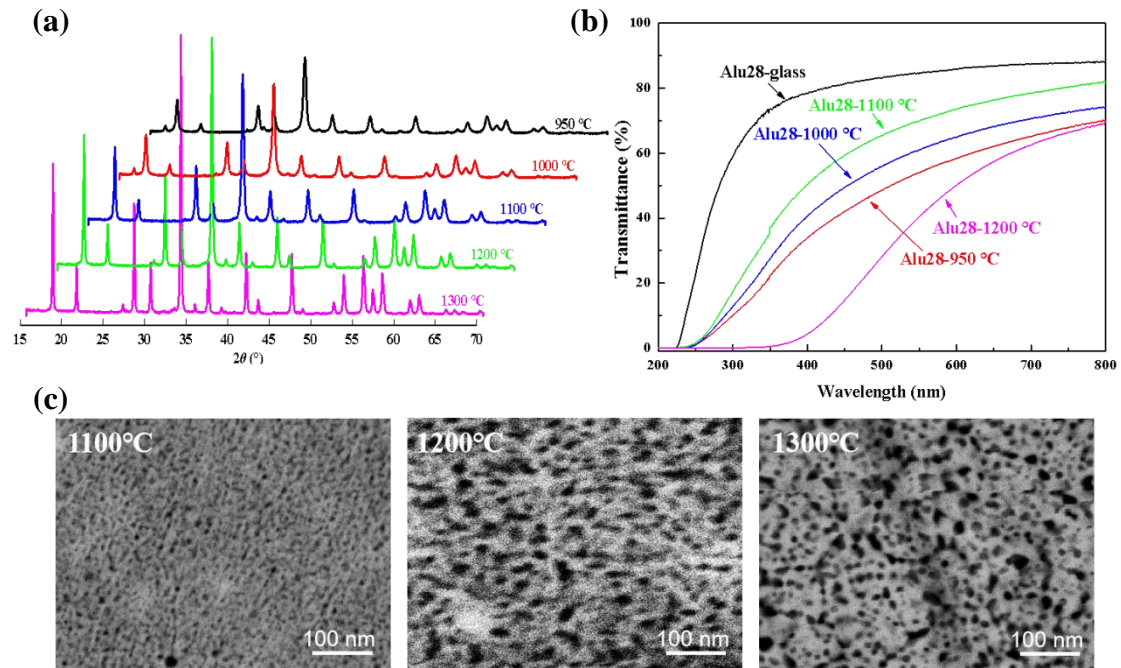 (a)
950 °C
1000 °C
1100 °C
1200 °C
1300 °C
15 20 25 30 35 40 45 50 55 60 65 70
2θ (°)
(b)
100
80
60
40
20
0
Transmittance (%)
Alu28-glass
Alu28-1100 °C
Alu28-1000 °C
Alu28-1200 °C
Alu28-950 °C
200 300 400 500 600 700 800
Wavelength (nm)
(c)
1100°C
100 nm
1200°C
100 nm
1300°C
100 nm